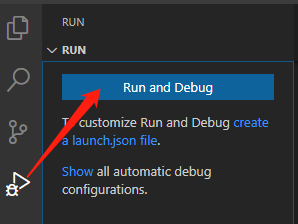 RUN
RUN
Run and Debug
To customize Run and Debug create
a launch.json file.
Show all automatic debug
configurations.